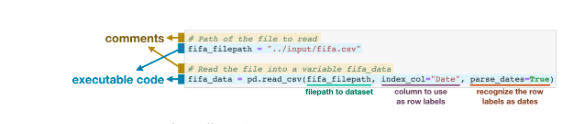 comments
# Path of the file to read
fifa_filepath = "../input/fifa.csv"
# Read the file into a variable fifa_data
executable code
fifa_data = pd.read_csv(fifa_filepath, index_col="Date", parse_dates=True)
filepath to dataset
column to use
as row labels
recognize the row
labels as dates